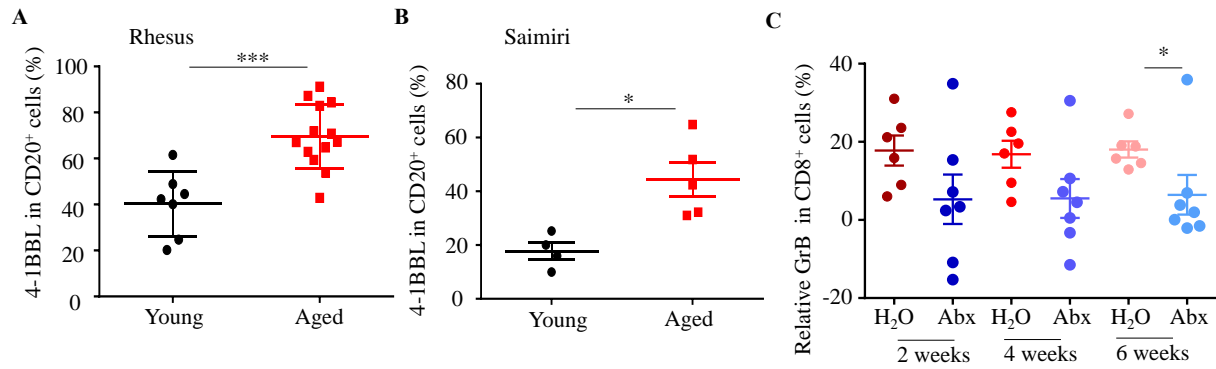 A
Rhesus
***
4-1BBL in CD20⁺ cells (%)
100
80
60
40
20
0
Young
Aged
B
Saimiri
*
4-1BBL in CD20⁺ cells (%)
80
60
40
20
0
Young
Aged
C
*
Relative GrB in CD8⁺ cells (%)
40
20
0
-20
H₂O
Abx
H₂O
Abx
H₂O
Abx
2 weeks
4 weeks
6 weeks